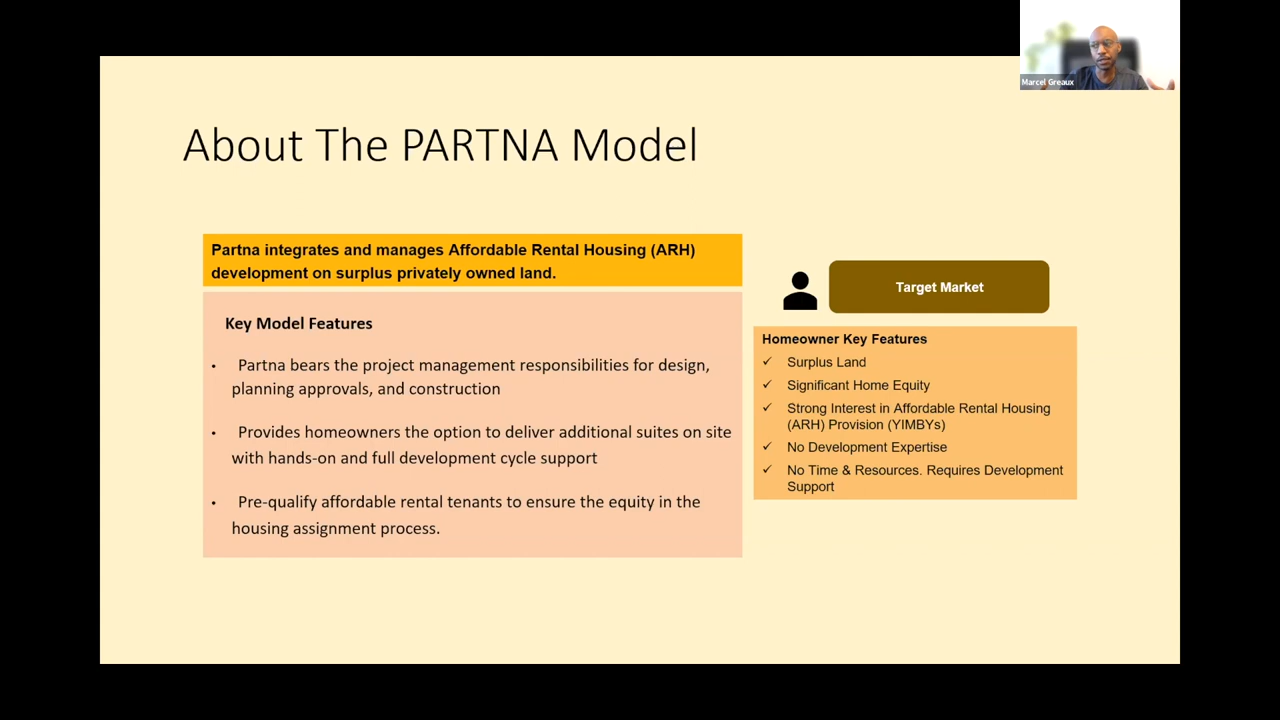 Marcel Greaux
About The PARTNA Model
Partna integrates and manages Affordable Rental Housing (ARH)
development on surplus privately owned land.
Key Model Features
• Partna bears the project management responsibilities for design,
planning approvals, and construction
• Provides homeowners the option to deliver additional suites on site
with hands-on and full development cycle support
• Pre-qualify affordable rental tenants to ensure the equity in the
housing assignment process.
Target Market
Homeowner Key Features
✓ Surplus Land
✓ Significant Home Equity
✓ Strong Interest in Affordable Rental Housing
(ARH) Provision (YIMBYs)
✓ No Development Expertise
✓ No Time & Resources. Requires Development
Support